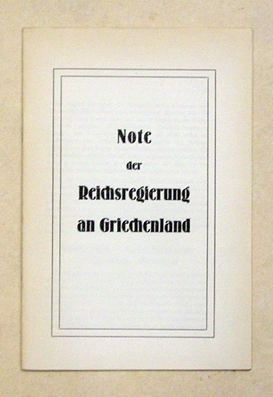 Note
der
Reichsregierung
an Griechenland